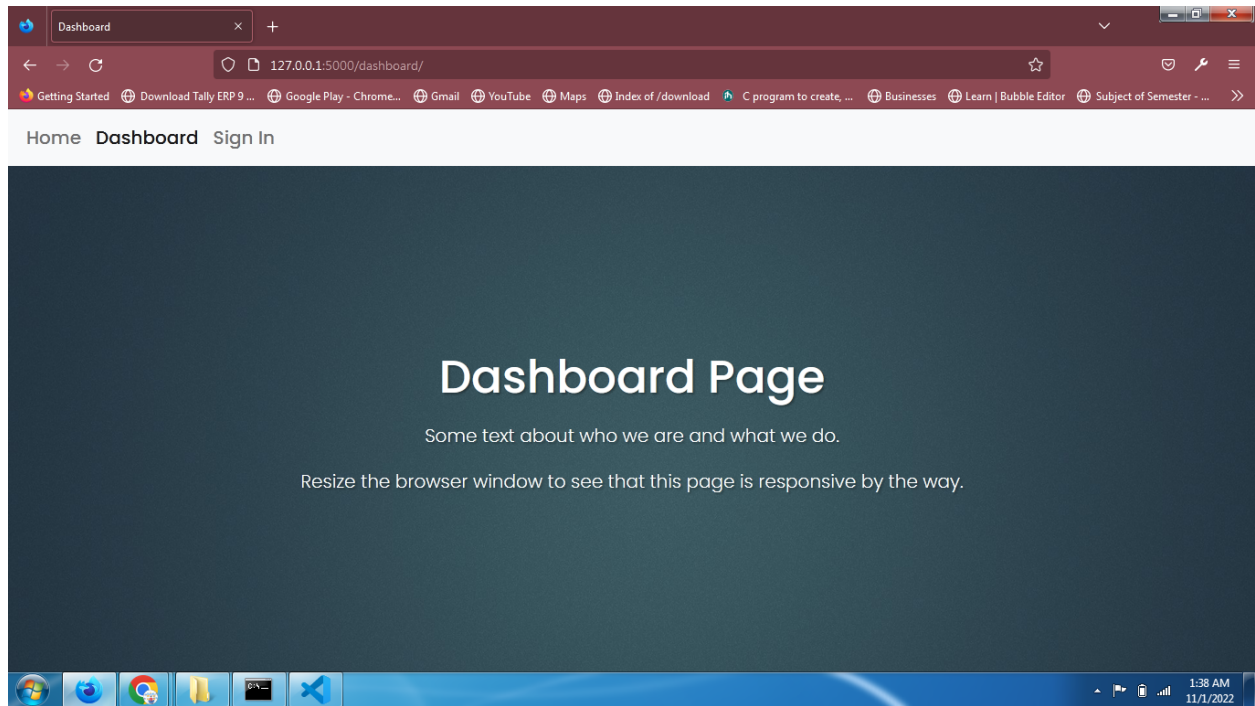 Dashboard
127.0.0.1:5000/dashboard/
Getting Started Download Tally ERP 9 ... Google Play - Chrome... Gmail YouTube Maps Index of /download C program to create, ... Businesses Learn | Bubble Editor Subject of Semester - ...
Home Dashboard Sign In
Dashboard Page
Some text about who we are and what we do.
Resize the browser window to see that this page is responsive by the way.
1:38 AM
11/1/2022